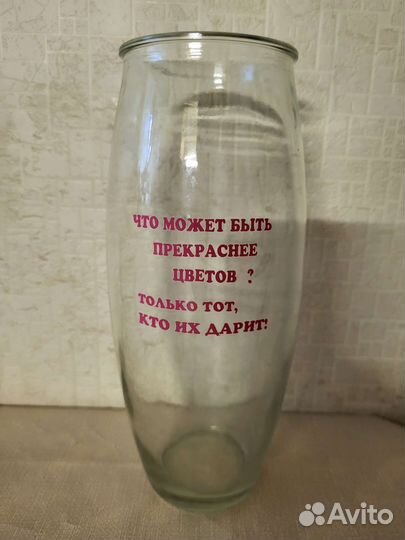 ЧТО МОЖЕТ БЫТЬ
ПРЕКРАСНЕЕ
ЦВЕТОВ ?
ТОЛЬКО ТОТ,
КТО ИХ ДАРИТ!
Avito